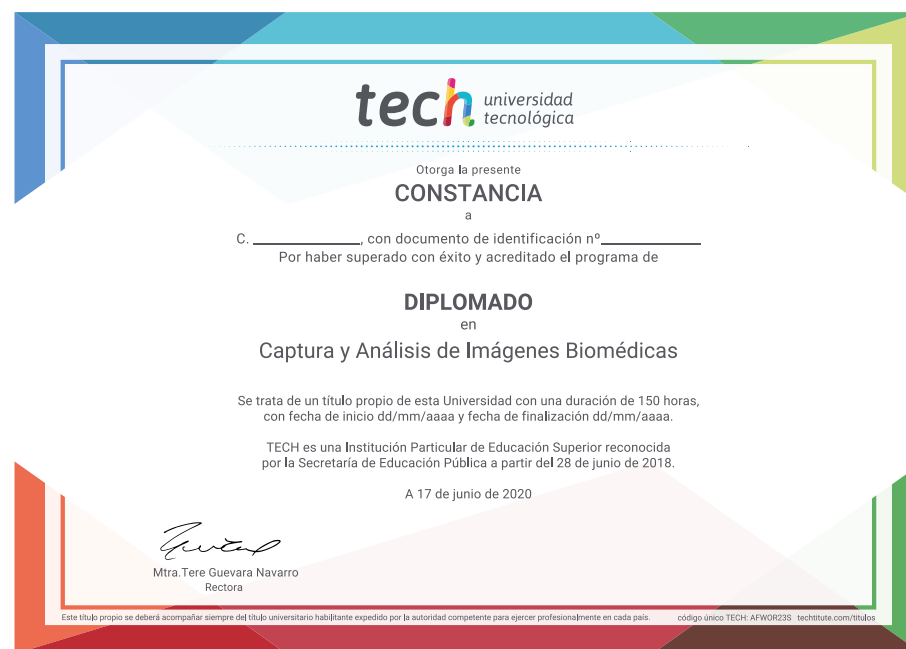 tech universidad
tecnológica
Otorga la presente
CONSTANCIA
a
C. ______________, con documento de identificación nº_____________
Por haber superado con éxito y acreditado el programa de
DIPLOMADO
en
Captura y Análisis de Imágenes Biomédicas
Se trata de un título propio de esta Universidad con una duración de 150 horas,
con fecha de inicio dd/mm/aaaa y fecha de finalización dd/mm/aaaa.
TECH es una Institución Particular de Educación Superior reconocida
por la Secretaría de Educación Pública a partir del 28 de junio de 2018.
A 17 de junio de 2020
Mtra.Tere Guevara Navarro
Rectora
Este título propio se deberá acompañar siempre del título universitario habilitante expedido por la autoridad competente para ejercer profesionalmente en cada país. código único TECH: AFWOR23S techtitute.com/titulos